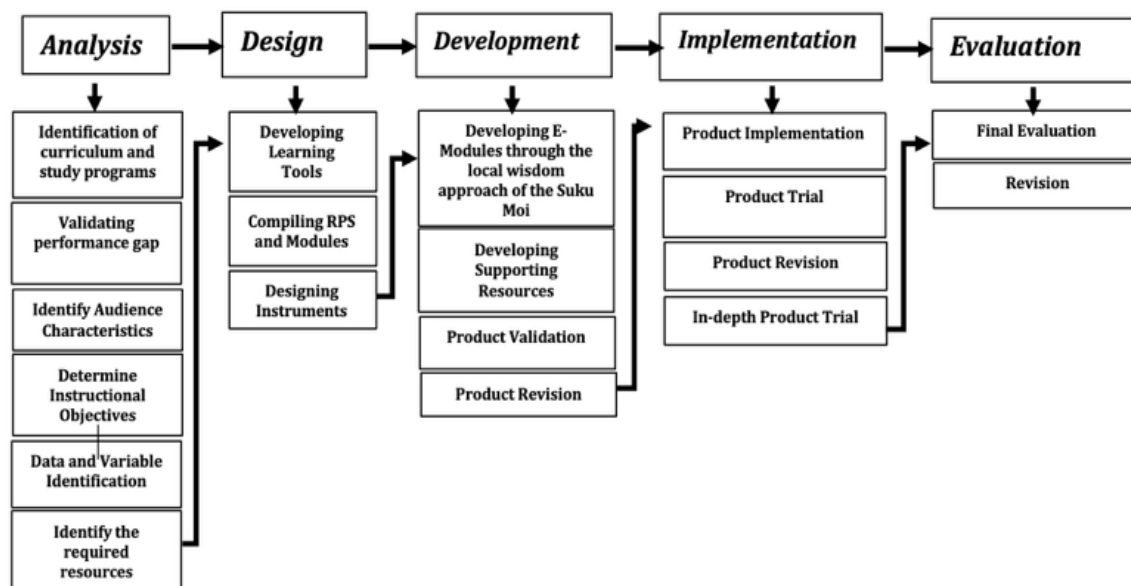 Analysis
Design
Development
Implementation
Evaluation
Identification of
curriculum and
study programs
Validating
performance gap
Identify Audience
Characteristics
Determine
Instructional
Objectives
Data and Variable
Identification
Identify the
required
resources
Developing
Learning
Tools
Compiling RPS
and Modules
Designing
Instruments
Developing E-
Modules through the
local wisdom
approach of the Suku
Moi
Developing
Supporting
Resources
Product Validation
Product Revision
Product Implementation
Product Trial
Product Revision
In-depth Product Trial
Final Evaluation
Revision